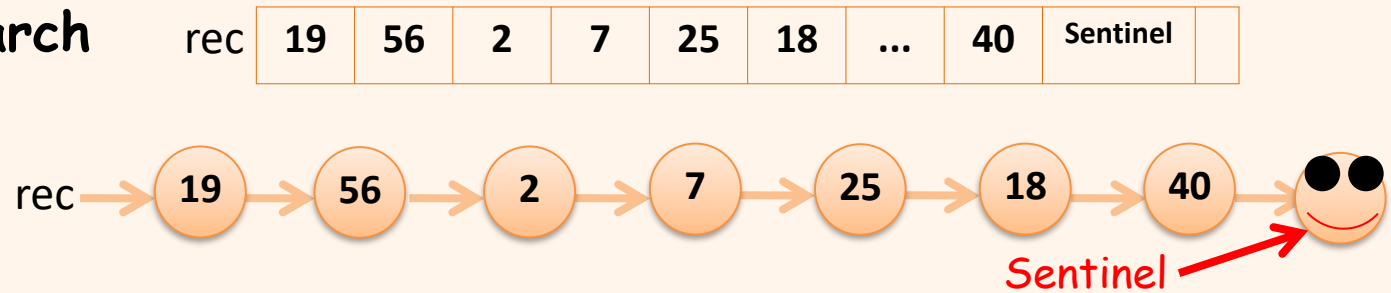 arch
rec 19 56 2 7 25 18 ... 40 Sentinel
rec 19 56 2 7 25 18 40
Sentinel